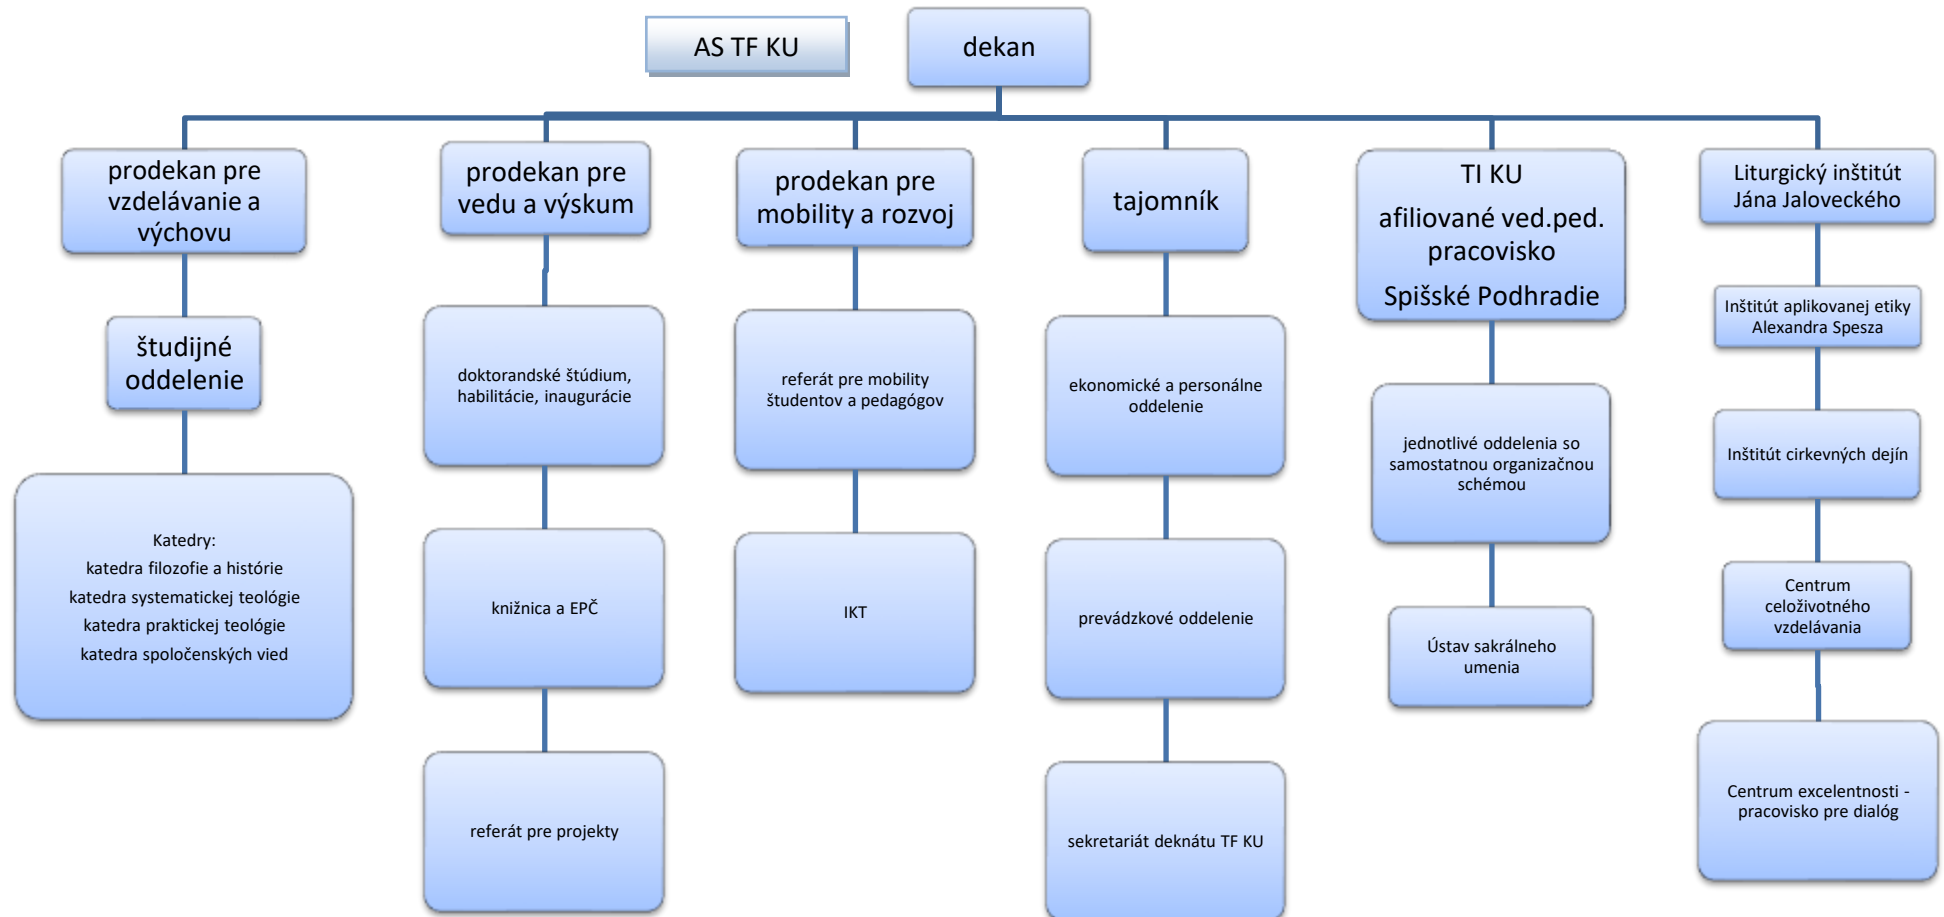 AS TF KU
dekan
prodekan pre
vzdelávanie a
výchovu
študijné
oddelenie
Katedry:
katedra filozofie a histórie
katedra systematickej teológie
katedra praktickej teológie
katedra spoločenských vied
prodekan pre
vedu a výskum
doktorandské štúdium,
habilitácie, inaugurácie
knižnica a EPČ
referát pre projekty
prodekan pre
mobility a rozvoj
referát pre mobility
študentov a pedagógov
IKT
tajomník
ekonomické a personálne
oddelenie
prevádzkové oddelenie
sekretariát deknátu TF KU
TI KU
afiliované ved.ped.
pracovisko
Spišské Podhradie
jednotlivé oddelenia so
samostatnou organizačnou
schémou
Ústav sakrálneho
umenia
Liturgický inštitút
Jána Jaloveckého
Inštitút aplikovanej etiky
Alexandra Spesza
Inštitút cirkevných dejín
Centrum
celoživotného
vzdelávania
Centrum excelentnosti -
pracovisko pre dialóg